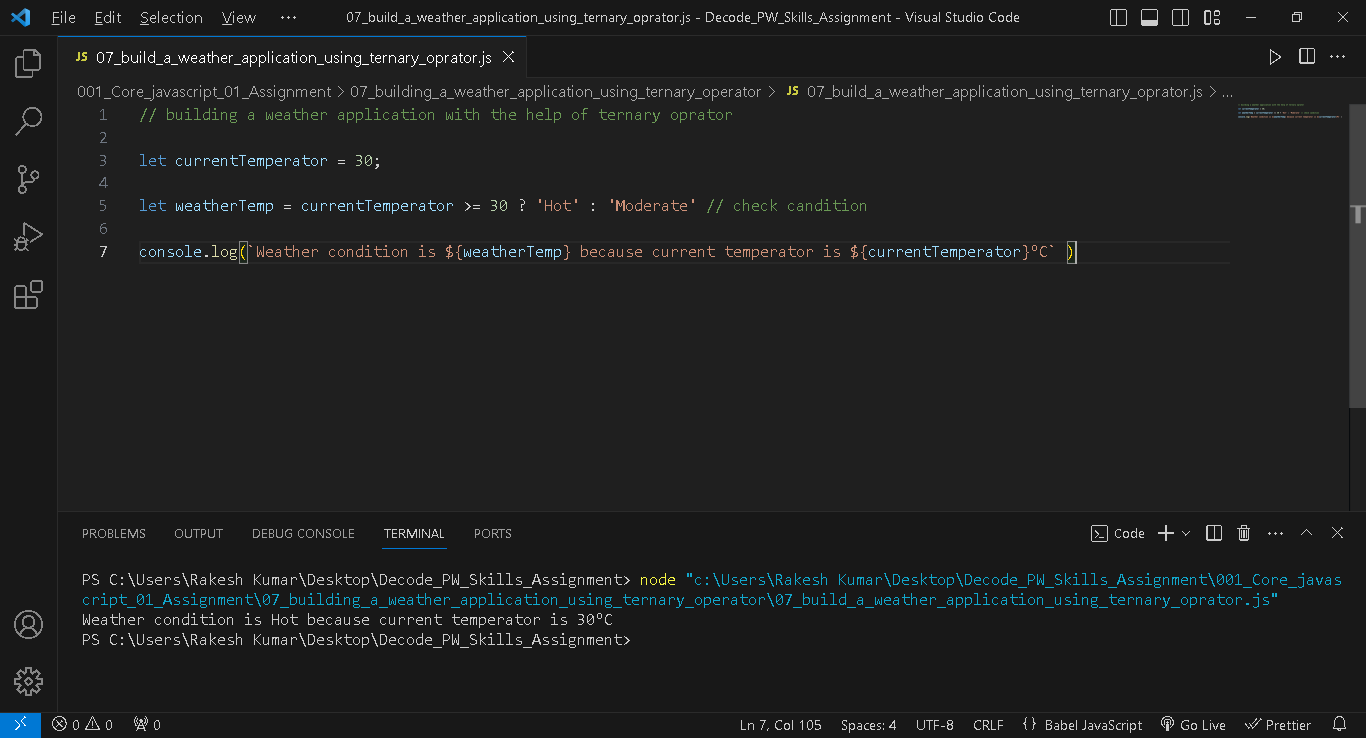 File Edit Selection View ··· 07_build_a_weather_application_using_ternary_oprator.js - Decode_PW_Skills_Assignment - Visual Studio Code
JS 07_build_a_weather_application_using_ternary_oprator.js
001_Core_javascript_01_Assignment > 07_building_a_weather_application_using_ternary_operator > JS 07_build_a_weather_application_using_ternary_oprator.js > ...
1 // building a weather application with the help of ternary oprator
2
3 let currentTemperator = 30;
4
5 let weatherTemp = currentTemperator >= 30 ? 'Hot' : 'Moderate' // check candition
6
7 console.log(`Weather condition is ${weatherTemp} because current temperator is ${currentTemperator}°C` )
PROBLEMS OUTPUT DEBUG CONSOLE TERMINAL PORTS Code
PS C:\Users\Rakesh Kumar\Desktop\Decode_PW_Skills_Assignment> node "c:\Users\Rakesh Kumar\Desktop\Decode_PW_Skills_Assignment\001_Core_javas
cript_01_Assignment\07_building_a_weather_application_using_ternary_operator\07_build_a_weather_application_using_ternary_oprator.js"
Weather condition is Hot because current temperator is 30°C
PS C:\Users\Rakesh Kumar\Desktop\Decode_PW_Skills_Assignment>
0 0 0 Ln 7, Col 105 Spaces: 4 UTF-8 CRLF {} Babel JavaScript Go Live Prettier